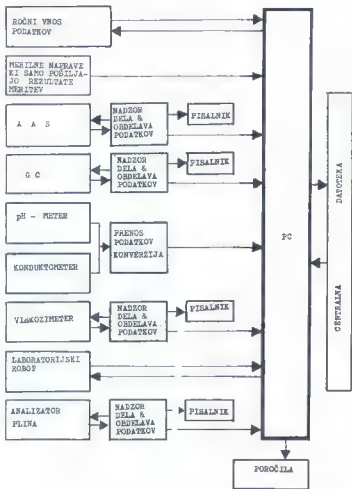 ROČNI VNOS
PODATKOV
MERILNE NAPRAVE
KI SAMO POŠILJA-
JO REZULTATE
MERITEV
A A S
NADZOR
DELA &
OBDELAVA
PODATKOV
PISALNIK
G C
NADZOR
DELA &
OBDELAVA
PODATKOV
PISALNIK
pH - METER
KONDUKTOMETER
PRENOS
PODATKOV
KONVERZIJA
VISKOZIMETER
NADZOR
DELA &
OBDELAVA
PODATKOV
PISALNIK
LABORATORIJSKI
ROBOT
ANALIZATOR
PLINA
NADZOR
DELA &
OBDELAVA
PODATKOV
PISALNIK
PC
CENTRALNA DATOTEKA
POROČILA